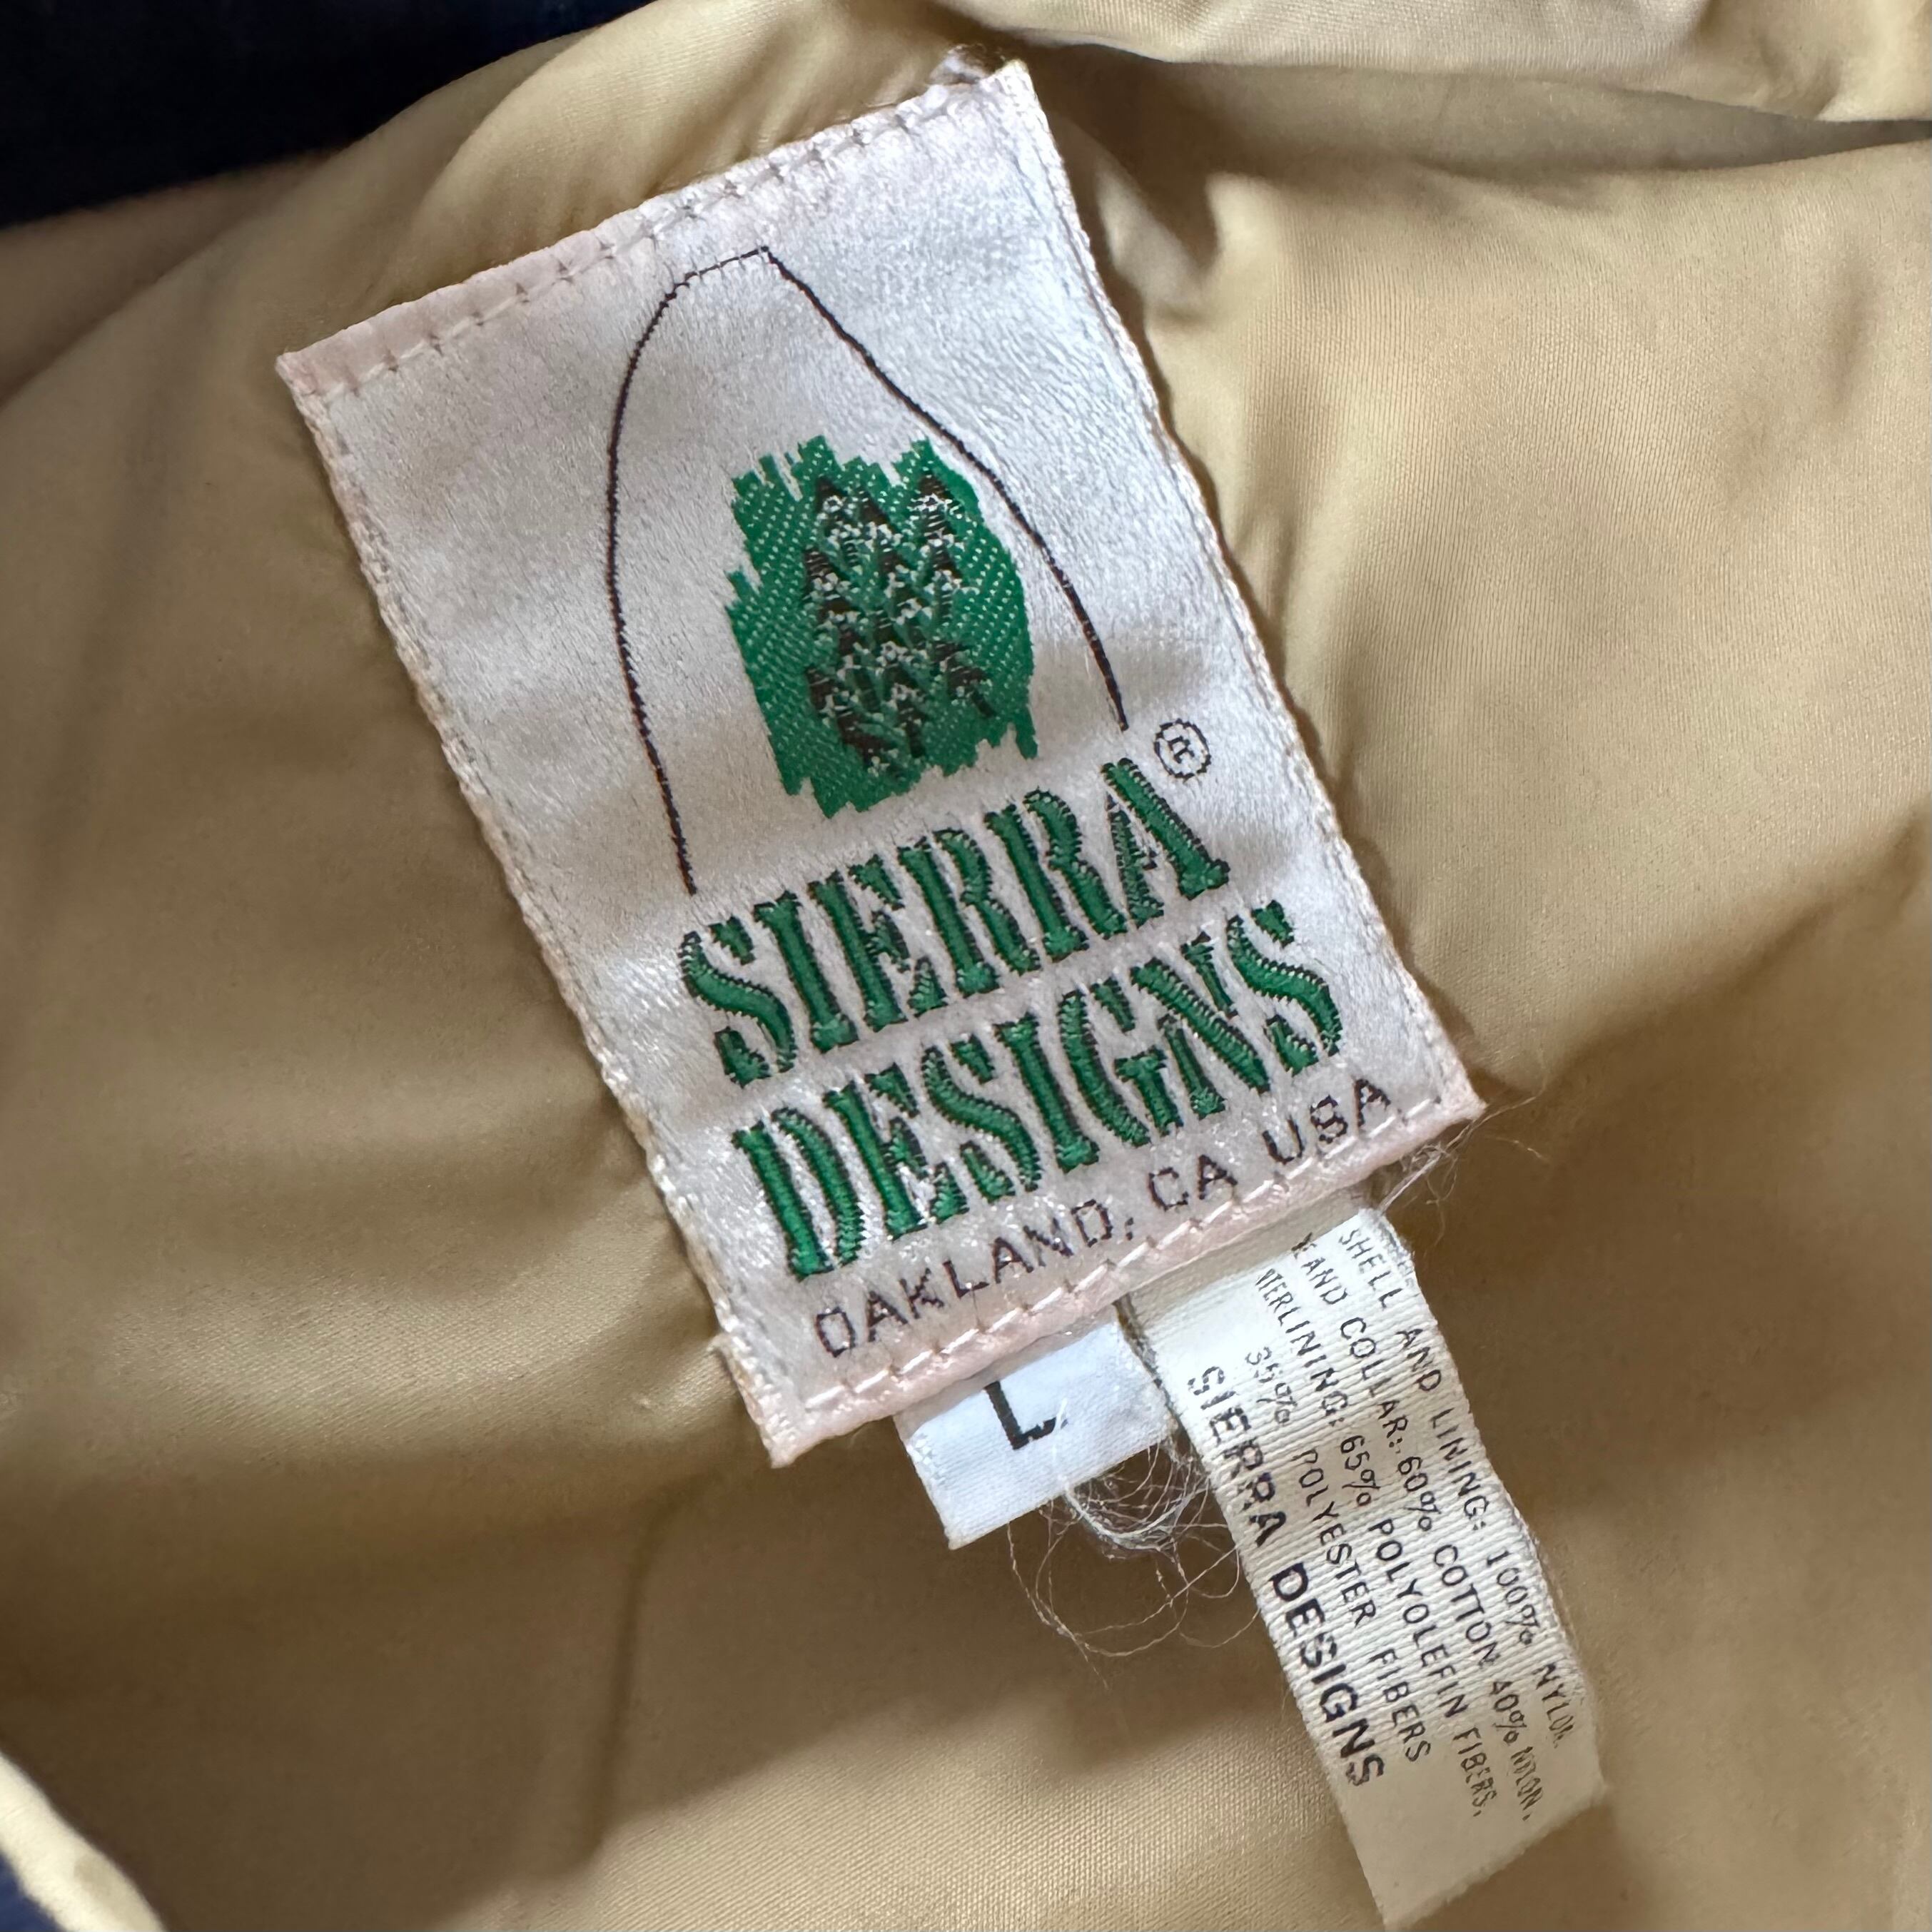 ®
SIERRA
DESIGNS
OAKLAND, CA USA
L
SHELL AND LINING: 100% NYLON.
AND COLLAR: 60% COTTON 40% NYLON,
65% POLYOLEFIN FIBERS,
35% POLYESTER FIBERS
SIERRA DESIGNS